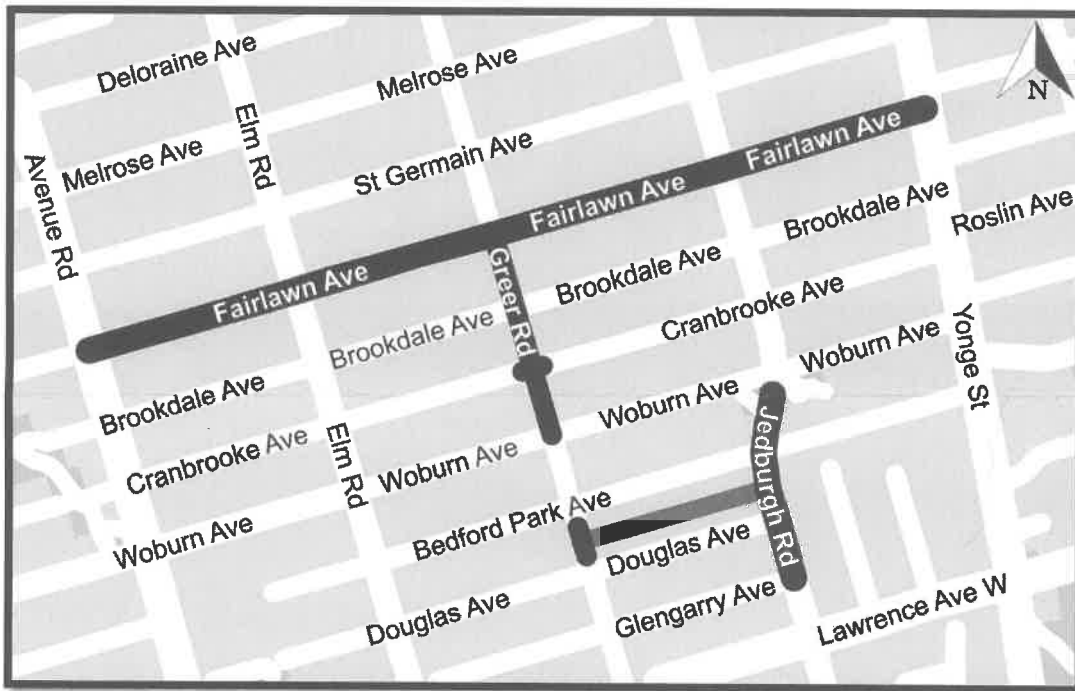 Deloraine Ave
Melrose Ave
N
Elm Rd
Melrose Ave
Avenue Rd
St Germain Ave
Fairlawn Ave
Fairlawn Ave
Fairlawn Ave
Brookdale Ave
Roslin Ave
Greer Rd
Brookdale Ave
Brookdale Ave
Cranbrooke Ave
Yonge St
Woburn Ave
Brookdale Ave
Woburn Ave
Cranbrooke Ave
Elm Rd
Woburn Ave
Jedburgh Rd
Woburn Ave
Bedford Park Ave
Douglas Ave
Douglas Ave
Glengarry Ave
Lawrence Ave W